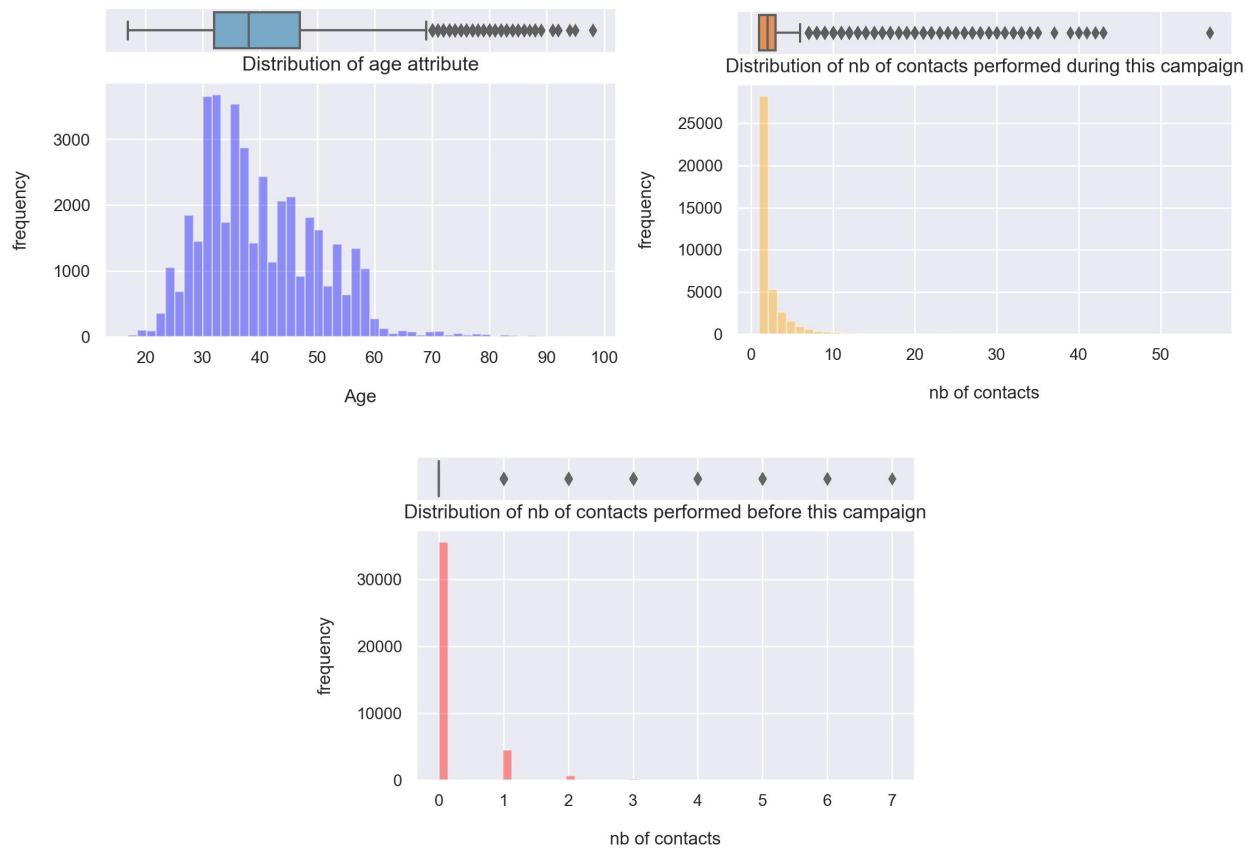 Distribution of age attribute
frequency
3000
2000
1000
0
20 30 40 50 60 70 80 90 100
Age
Distribution of nb of contacts performed during this campaign
frequency
25000
20000
15000
10000
5000
0
0 10 20 30 40 50
nb of contacts
Distribution of nb of contacts performed before this campaign
frequency
30000
20000
10000
0
0 1 2 3 4 5 6 7
nb of contacts